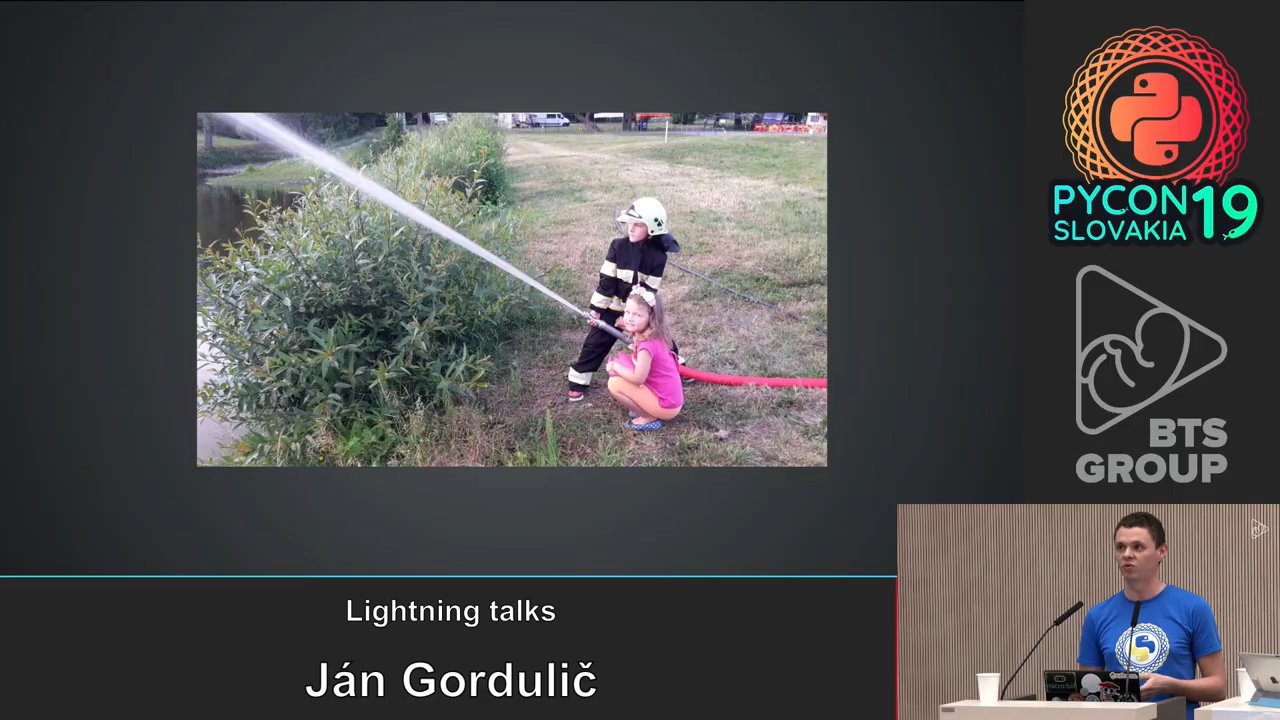 PYCON
SLOVAKIA
19
BTS
GROUP
Lightning talks
Ján Gordulič